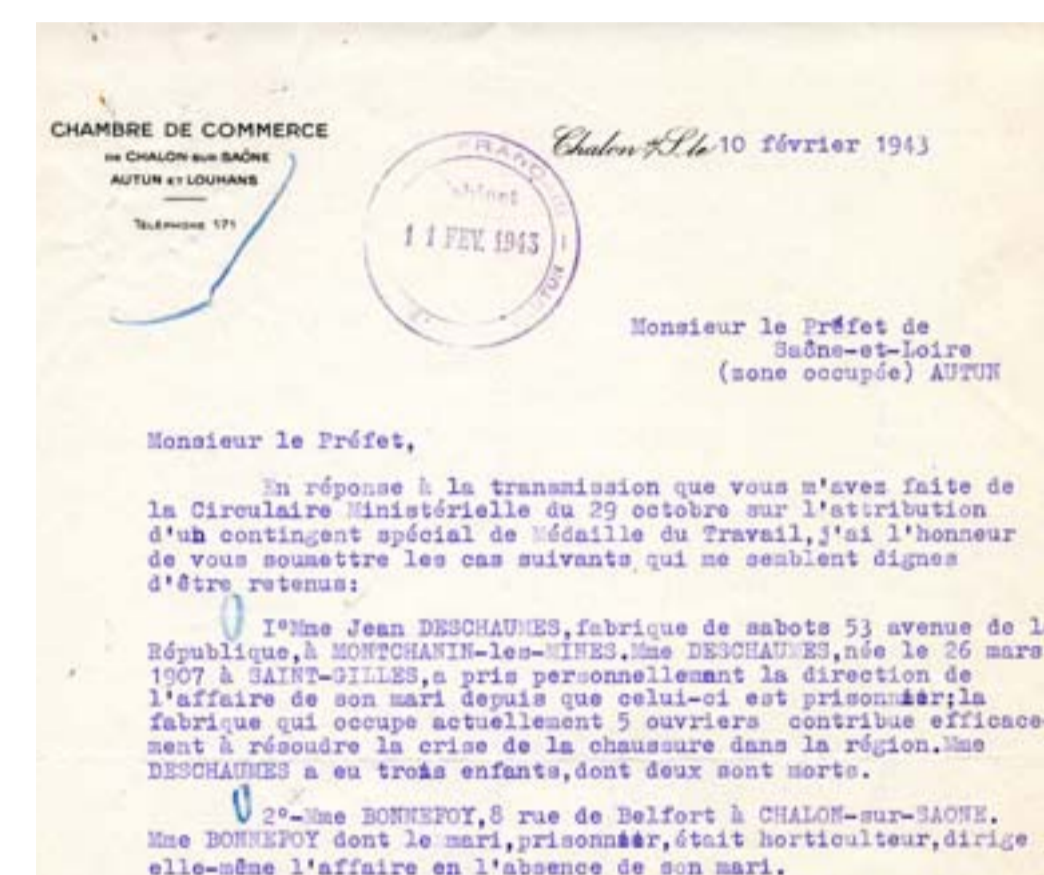 CHAMBRE DE COMMERCE
DE CHALON SUR SAÔNE
AUTUN ET LOUHANS
TÉLÉPHONE 171
Chalon s/S. le 10 février 1943
FRANÇAIS
Cabinet
11 FEV. 1943
AUTUN
Monsieur le Préfet de
Saône-et-Loire
(zone occupée) AUTUN
Monsieur le Préfet,
En réponse à la transmission que vous m'avez faite de
la Circulaire Ministérielle du 29 octobre sur l'attribution
d'un contingent spécial de Médaille du Travail,j'ai l'honneur
de vous soumettre les cas suivants qui me semblent dignes
d'être retenus:
I°Mme Jean DESCHAUMES,fabrique de sabots 53 avenue de l
République,à MONTCHANIN-les-MINES.Mme DESCHAUMES,née le 26 mars
1907 à SAINT-GILLES,a pris personnellement la direction de
l'affaire de son mari depuis que celui-ci est prisonnier;la
fabrique qui occupe actuellement 5 ouvriers contribue efficace-
ment à résoudre la crise de la chaussure dans la région.Mme
DESCHAUMES a eu trois enfants,dont deux sont morts.
2°-Mme BONNEFOY,8 rue de Belfort à CHALON-sur-SAONE.
Mme BONNEFOY dont le mari,prisonnier,était horticulteur,dirige
elle-même l'affaire en l'absence de son mari.